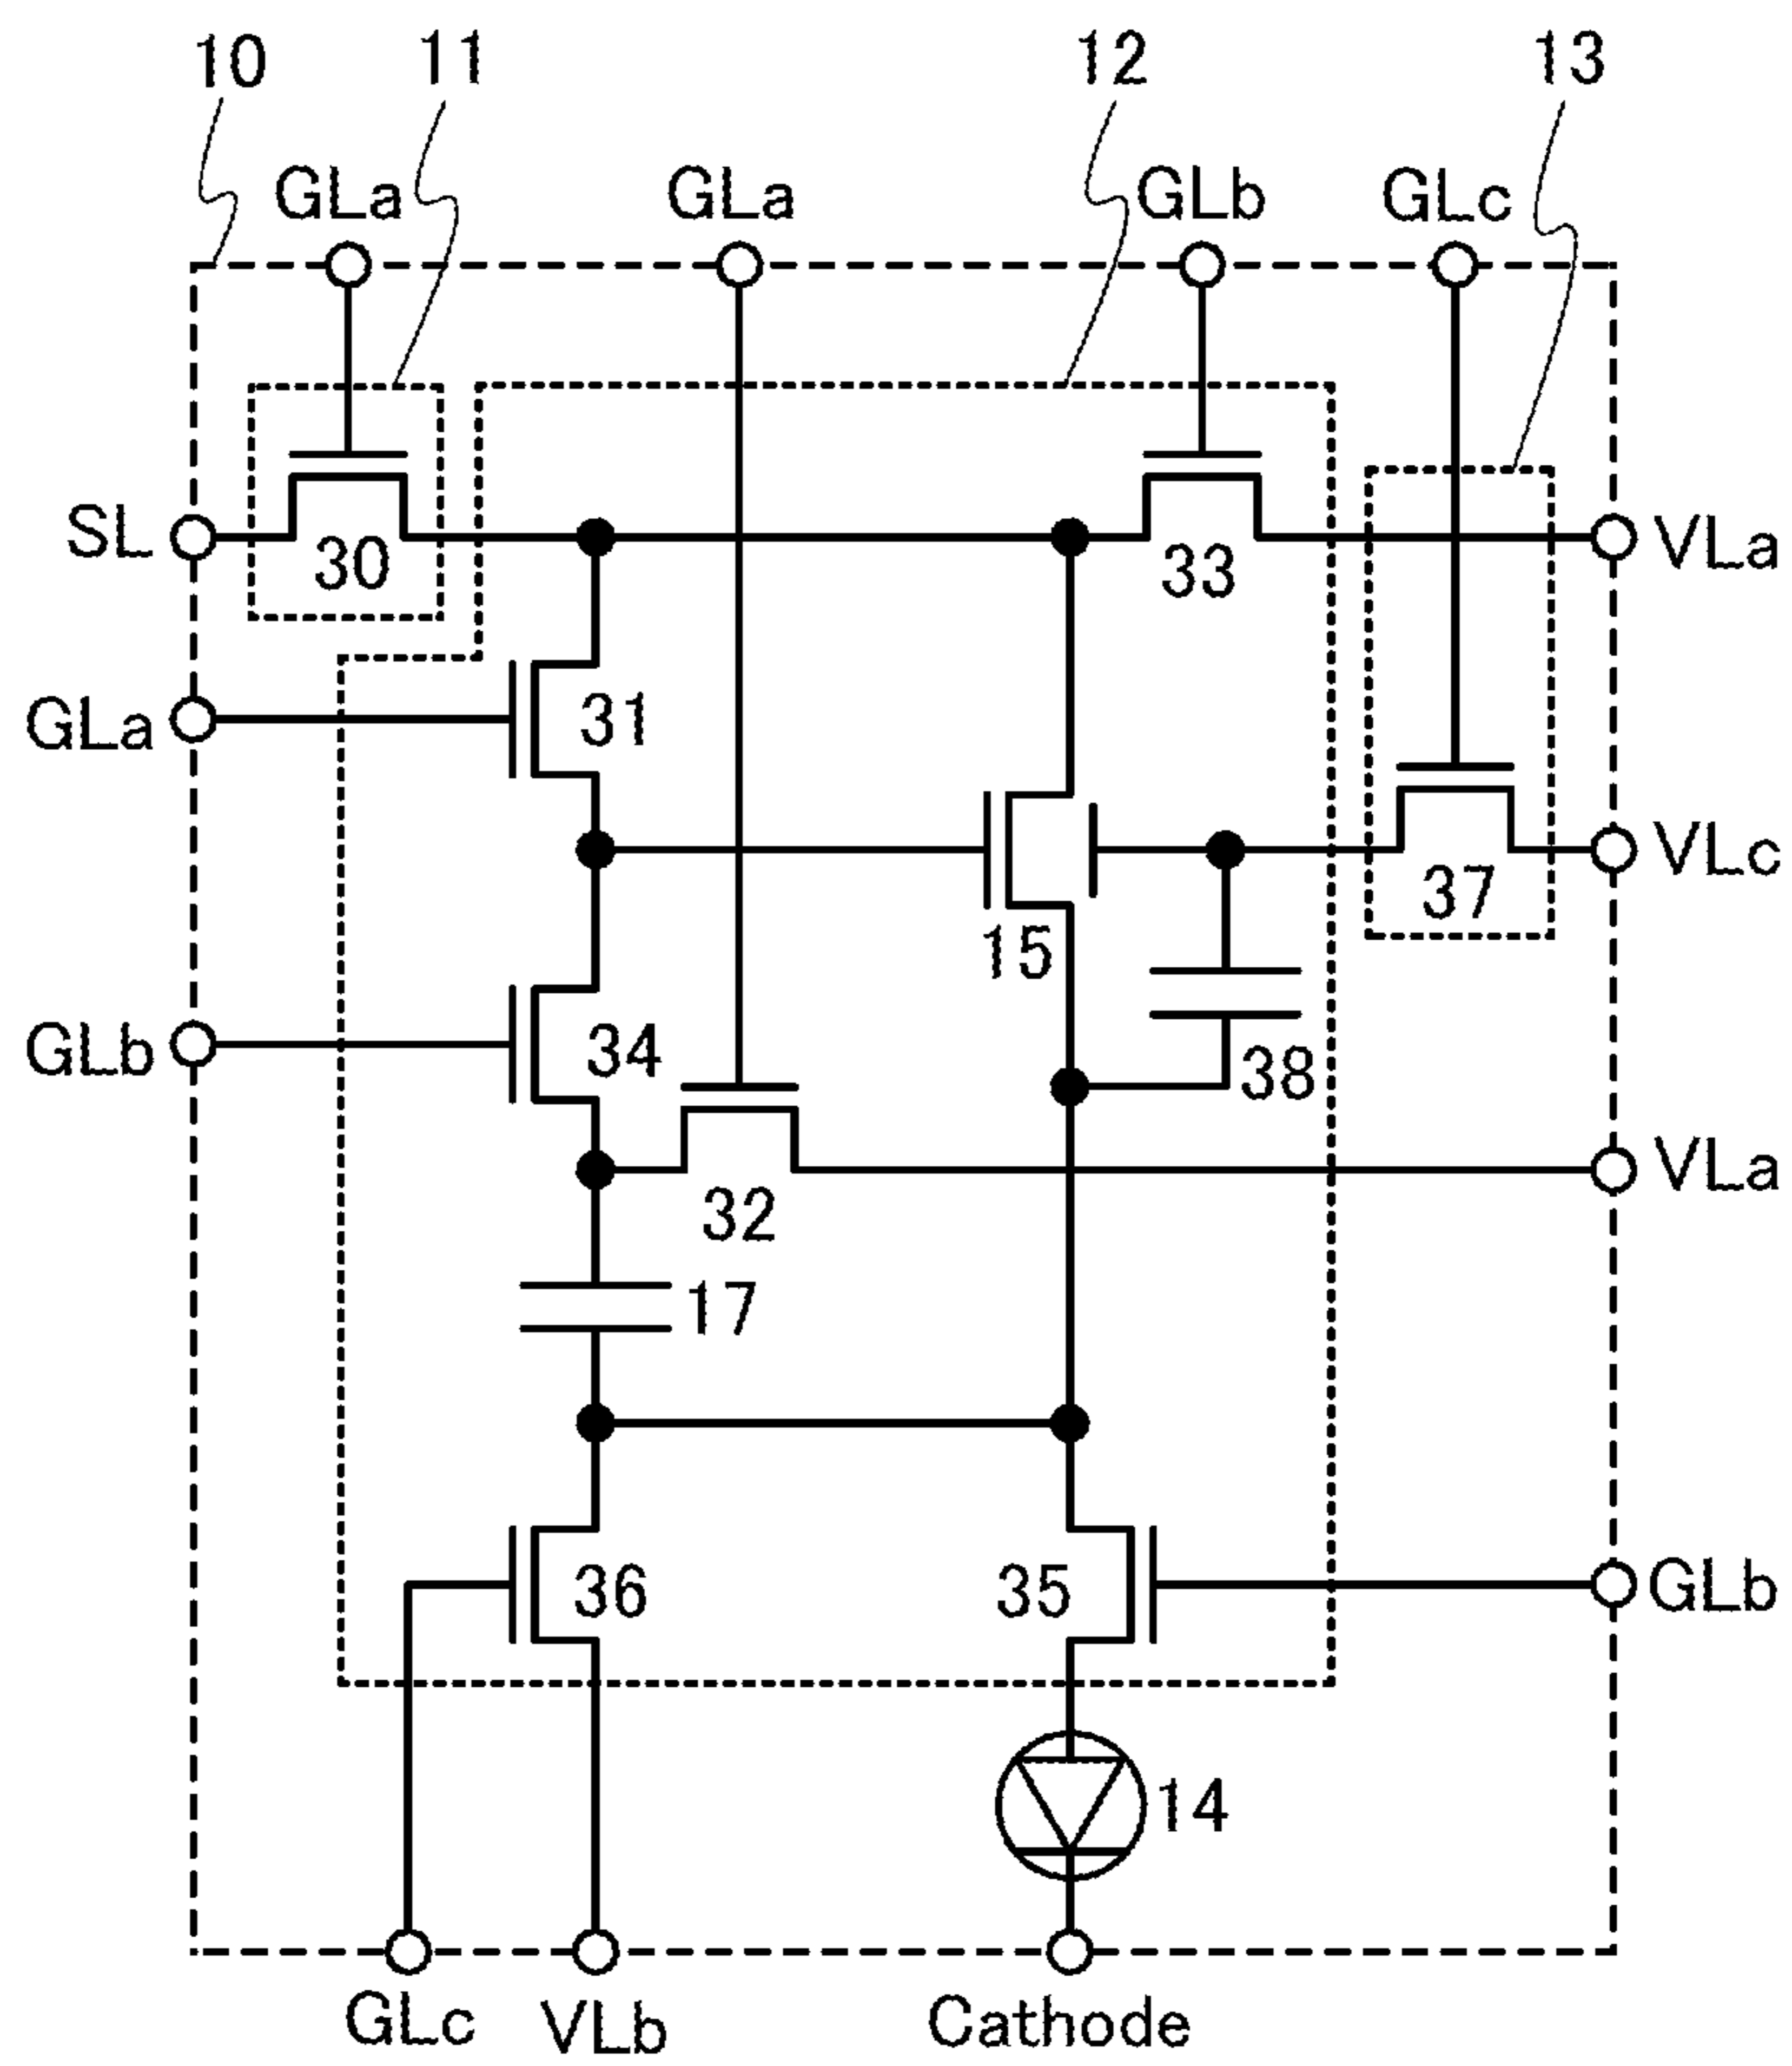 10 11 12 13
GLa GLa GLb GLc
SL 30 33 VLa
GLa 31
37 VLc
15
GLb 34 38
32 VLa
17
36 35 GLb
14
GLc VLb Cathode